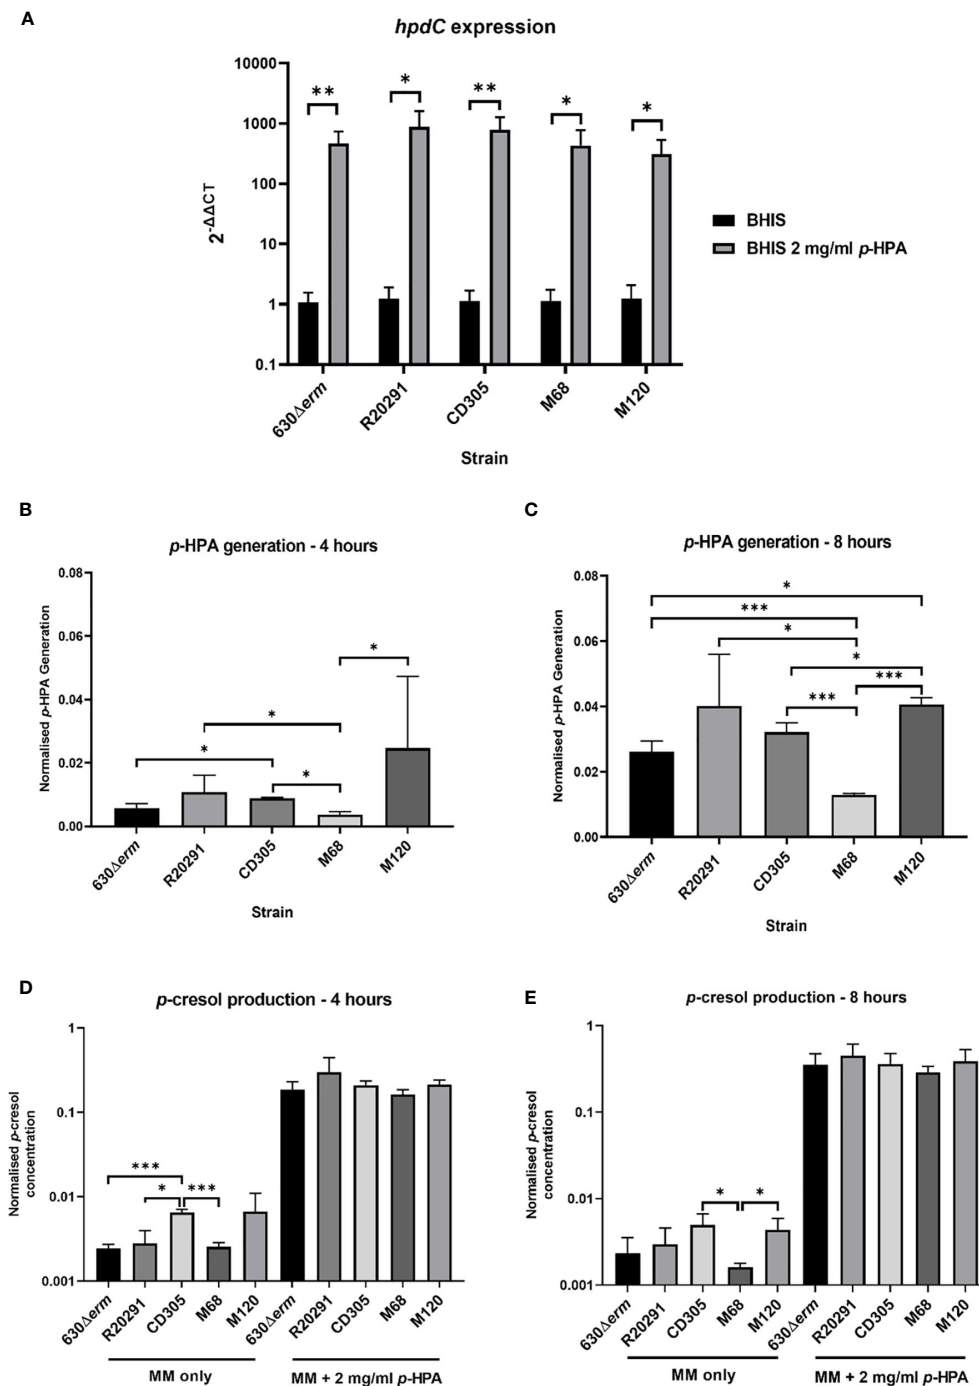 A
hpdC expression
10000
1000
100
10
1
0.1
2-ΔΔCT
** * ** * *
BHIS
BHIS 2 mg/ml p-HPA
630Δerm R20291 CD305 M68 M120
Strain
B
p-HPA generation - 4 hours
Normalised p-HPA Generation
0.08
0.06
0.04
0.02
0.00
*
*
*
*
630Δerm R20291 CD305 M68 M120
Strain
C
p-HPA generation - 8 hours
Normalised p-HPA Generation
0.08
0.06
0.04
0.02
0.00
*
***
*
*
***
***
630Δerm R20291 CD305 M68 M120
Strain
D
p-cresol production - 4 hours
Normalised p-cresol
concentration
1
0.1
0.01
0.001
***
* ***
630Δerm R20291 CD305 M68 M120 630Δerm R20291 CD305 M68 M120
MM only MM + 2 mg/ml p-HPA
E
p-cresol production - 8 hours
Normalised p-cresol
concentration
1
0.1
0.01
0.001
* *
630Δerm R20291 CD305 M68 M120 630Δerm R20291 CD305 M68 M120
MM only MM + 2 mg/ml p-HPA